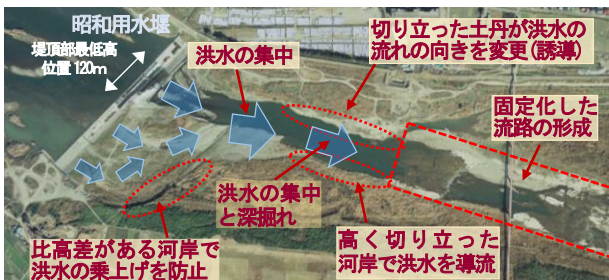 昭和用水堰
堤頂部最低高
位置120m
洪水の集中
切り立った土丹が洪水の
流れの向きを変更(誘導)
固定化した
流路の形成
洪水の集中
と深掘れ
比高差がある河岸で
洪水の乗上げを防止
高く切り立った
河岸で洪水を導流